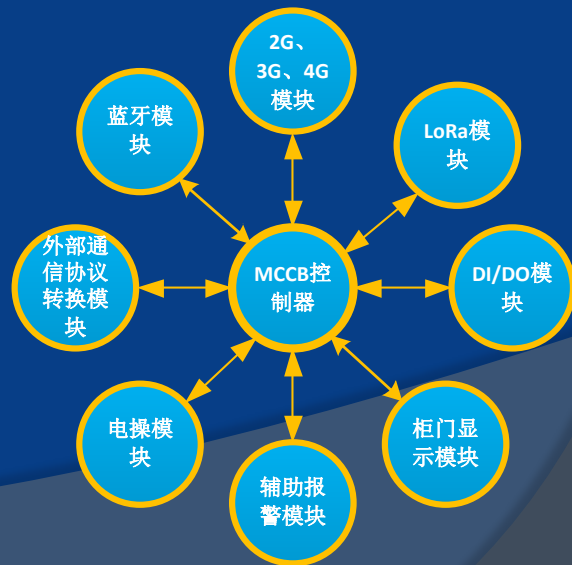 2G、
3G、4G
模块
蓝牙模
块
LoRa模
块
外部通
信协议
转换模
块
MCCB控
制器
DI/DO模
块
电操模
块
柜门显
示模块
辅助报
警模块